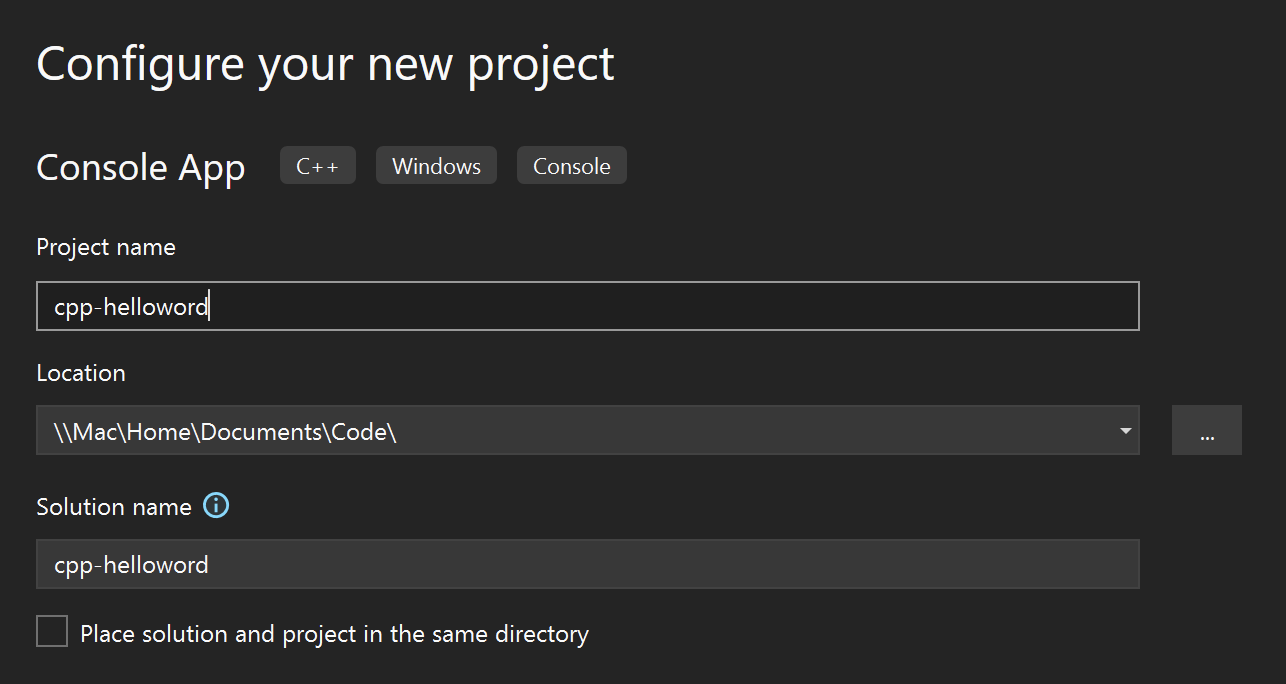 Configure your new project
Console App C++ Windows Console
Project name
cpp-helloword
Location
\\Mac\Home\Documents\Code\
...
Solution name
cpp-helloword
Place solution and project in the same directory